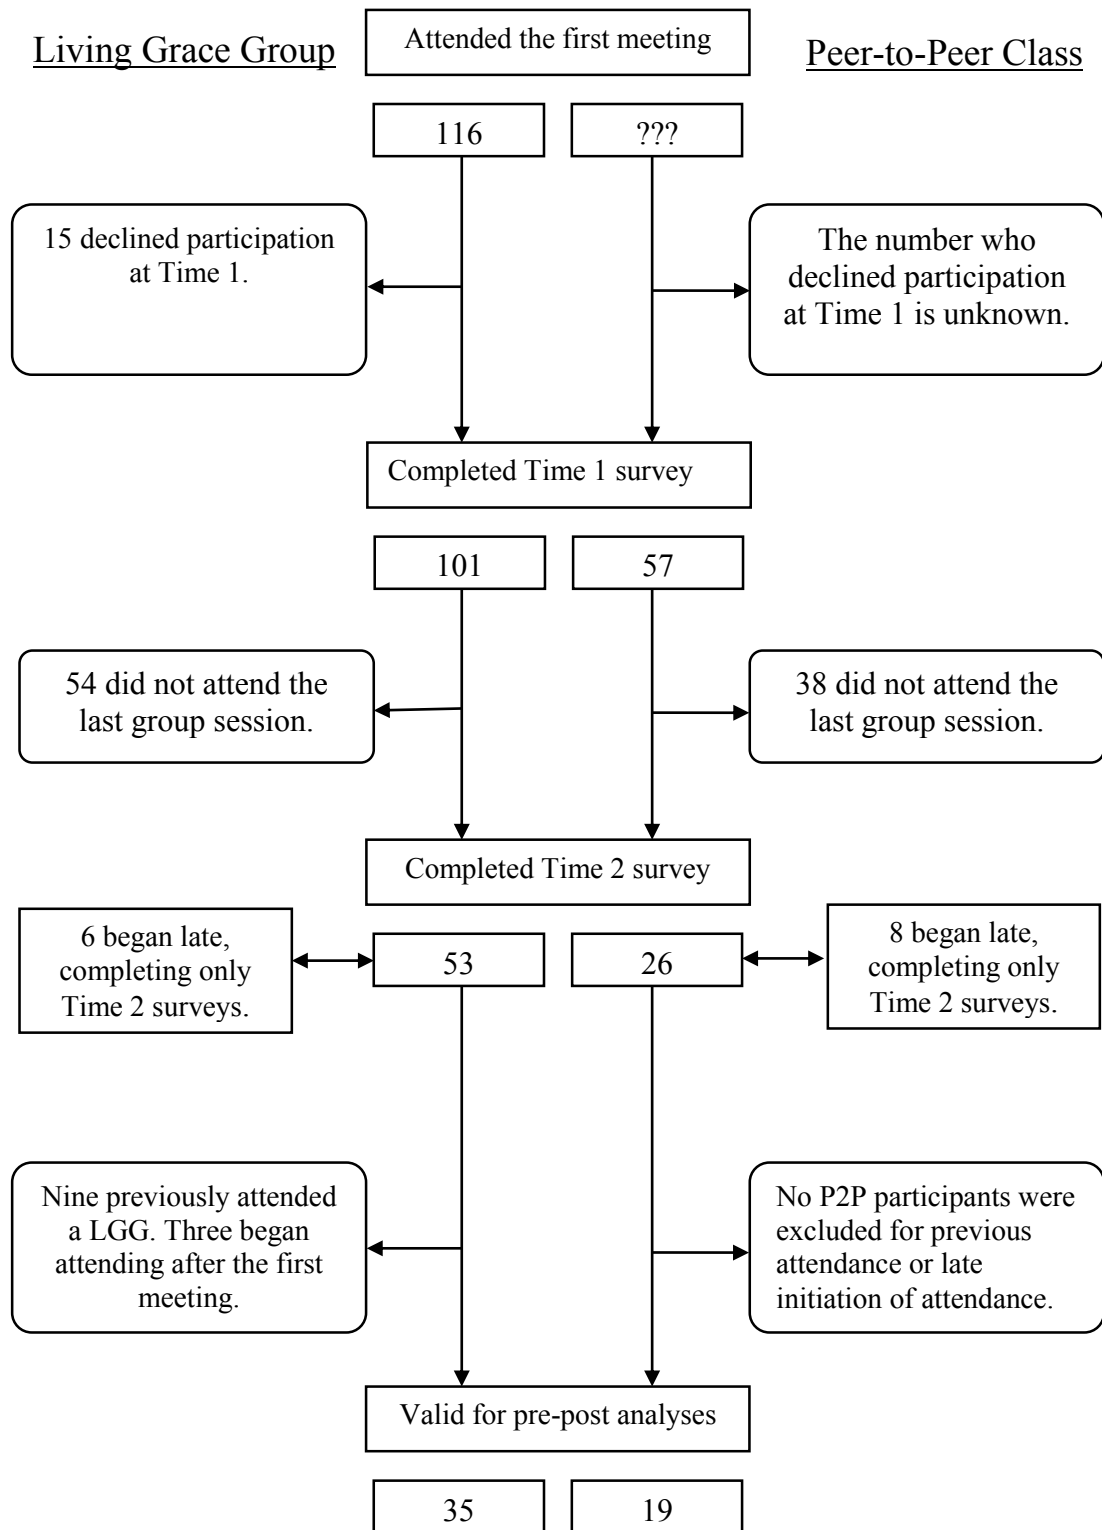 Living Grace Group
Attended the first meeting
Peer-to-Peer Class
116
???
15 declined participation
at Time 1.
The number who
declined participation
at Time 1 is unknown.
Completed Time 1 survey
101
57
54 did not attend the
last group session.
38 did not attend the
last group session.
Completed Time 2 survey
6 began late,
completing only
Time 2 surveys.
53
26
8 began late,
completing only
Time 2 surveys.
Nine previously attended
a LGG. Three began
attending after the first
meeting.
No P2P participants were
excluded for previous
attendance or late
initiation of attendance.
Valid for pre-post analyses
35
19